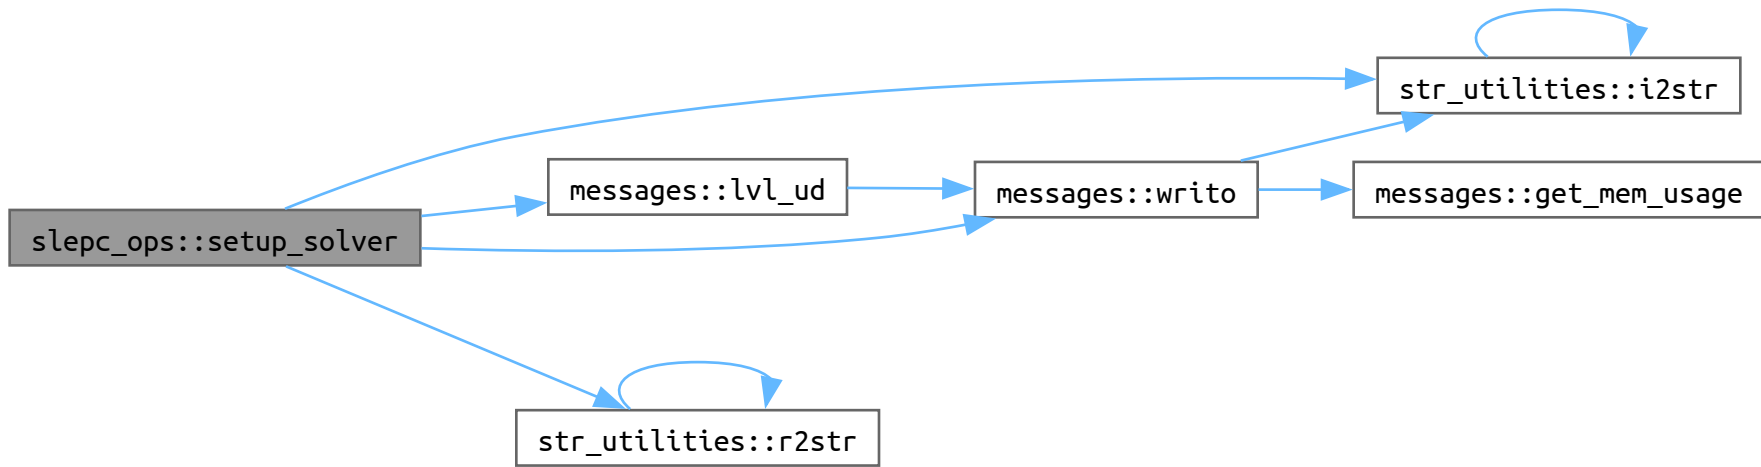 slepc_ops::setup_solver
str_utilities::i2str
messages::lvl_ud
messages::writo
messages::get_mem_usage
str_utilities::r2str